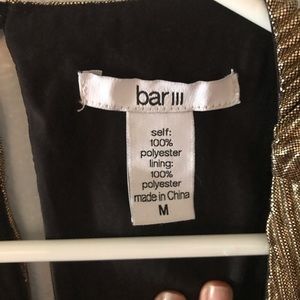 bar III
self:
100%
polyester
lining:
100%
polyester
made in China
M